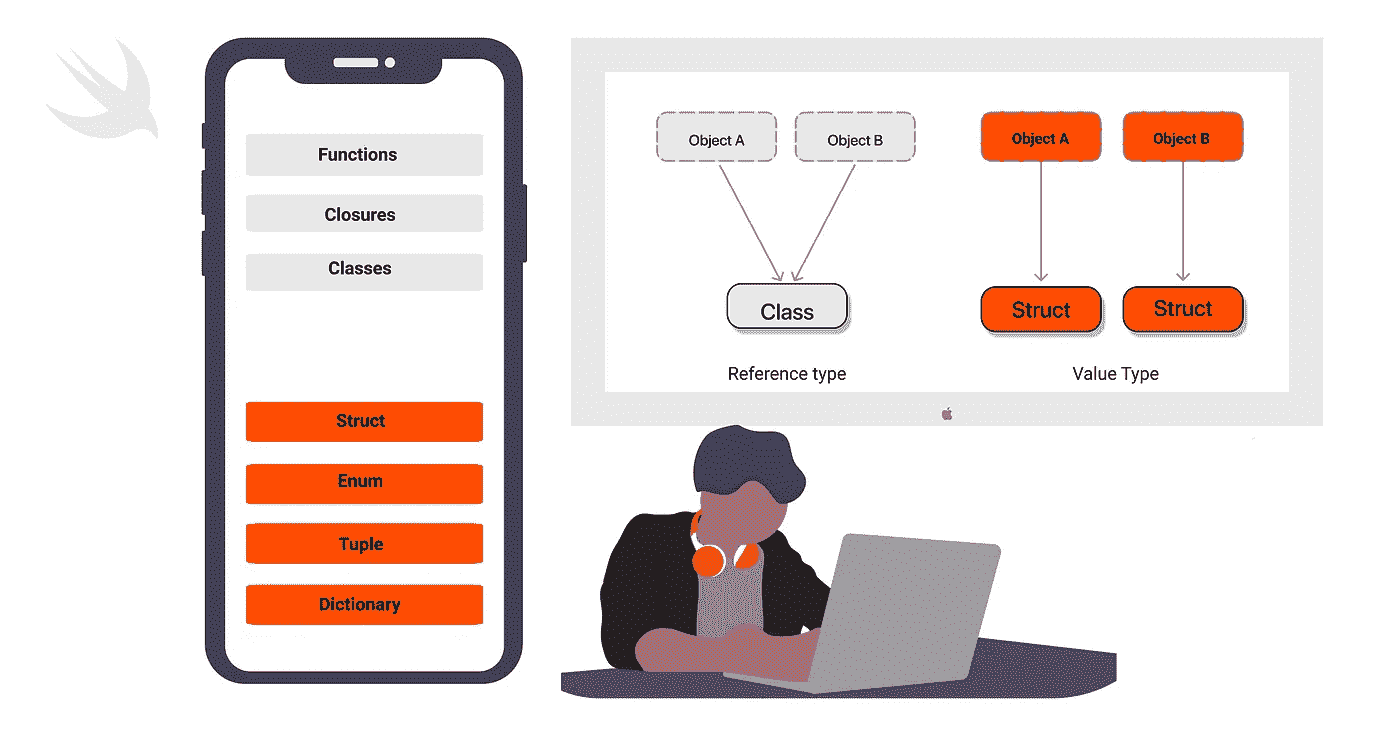 Functions
Closures
Classes
Struct
Enum
Tuple
Dictionary
Object A
Object B
Class
Reference type
Object A
Object B
Struct
Struct
Value Type